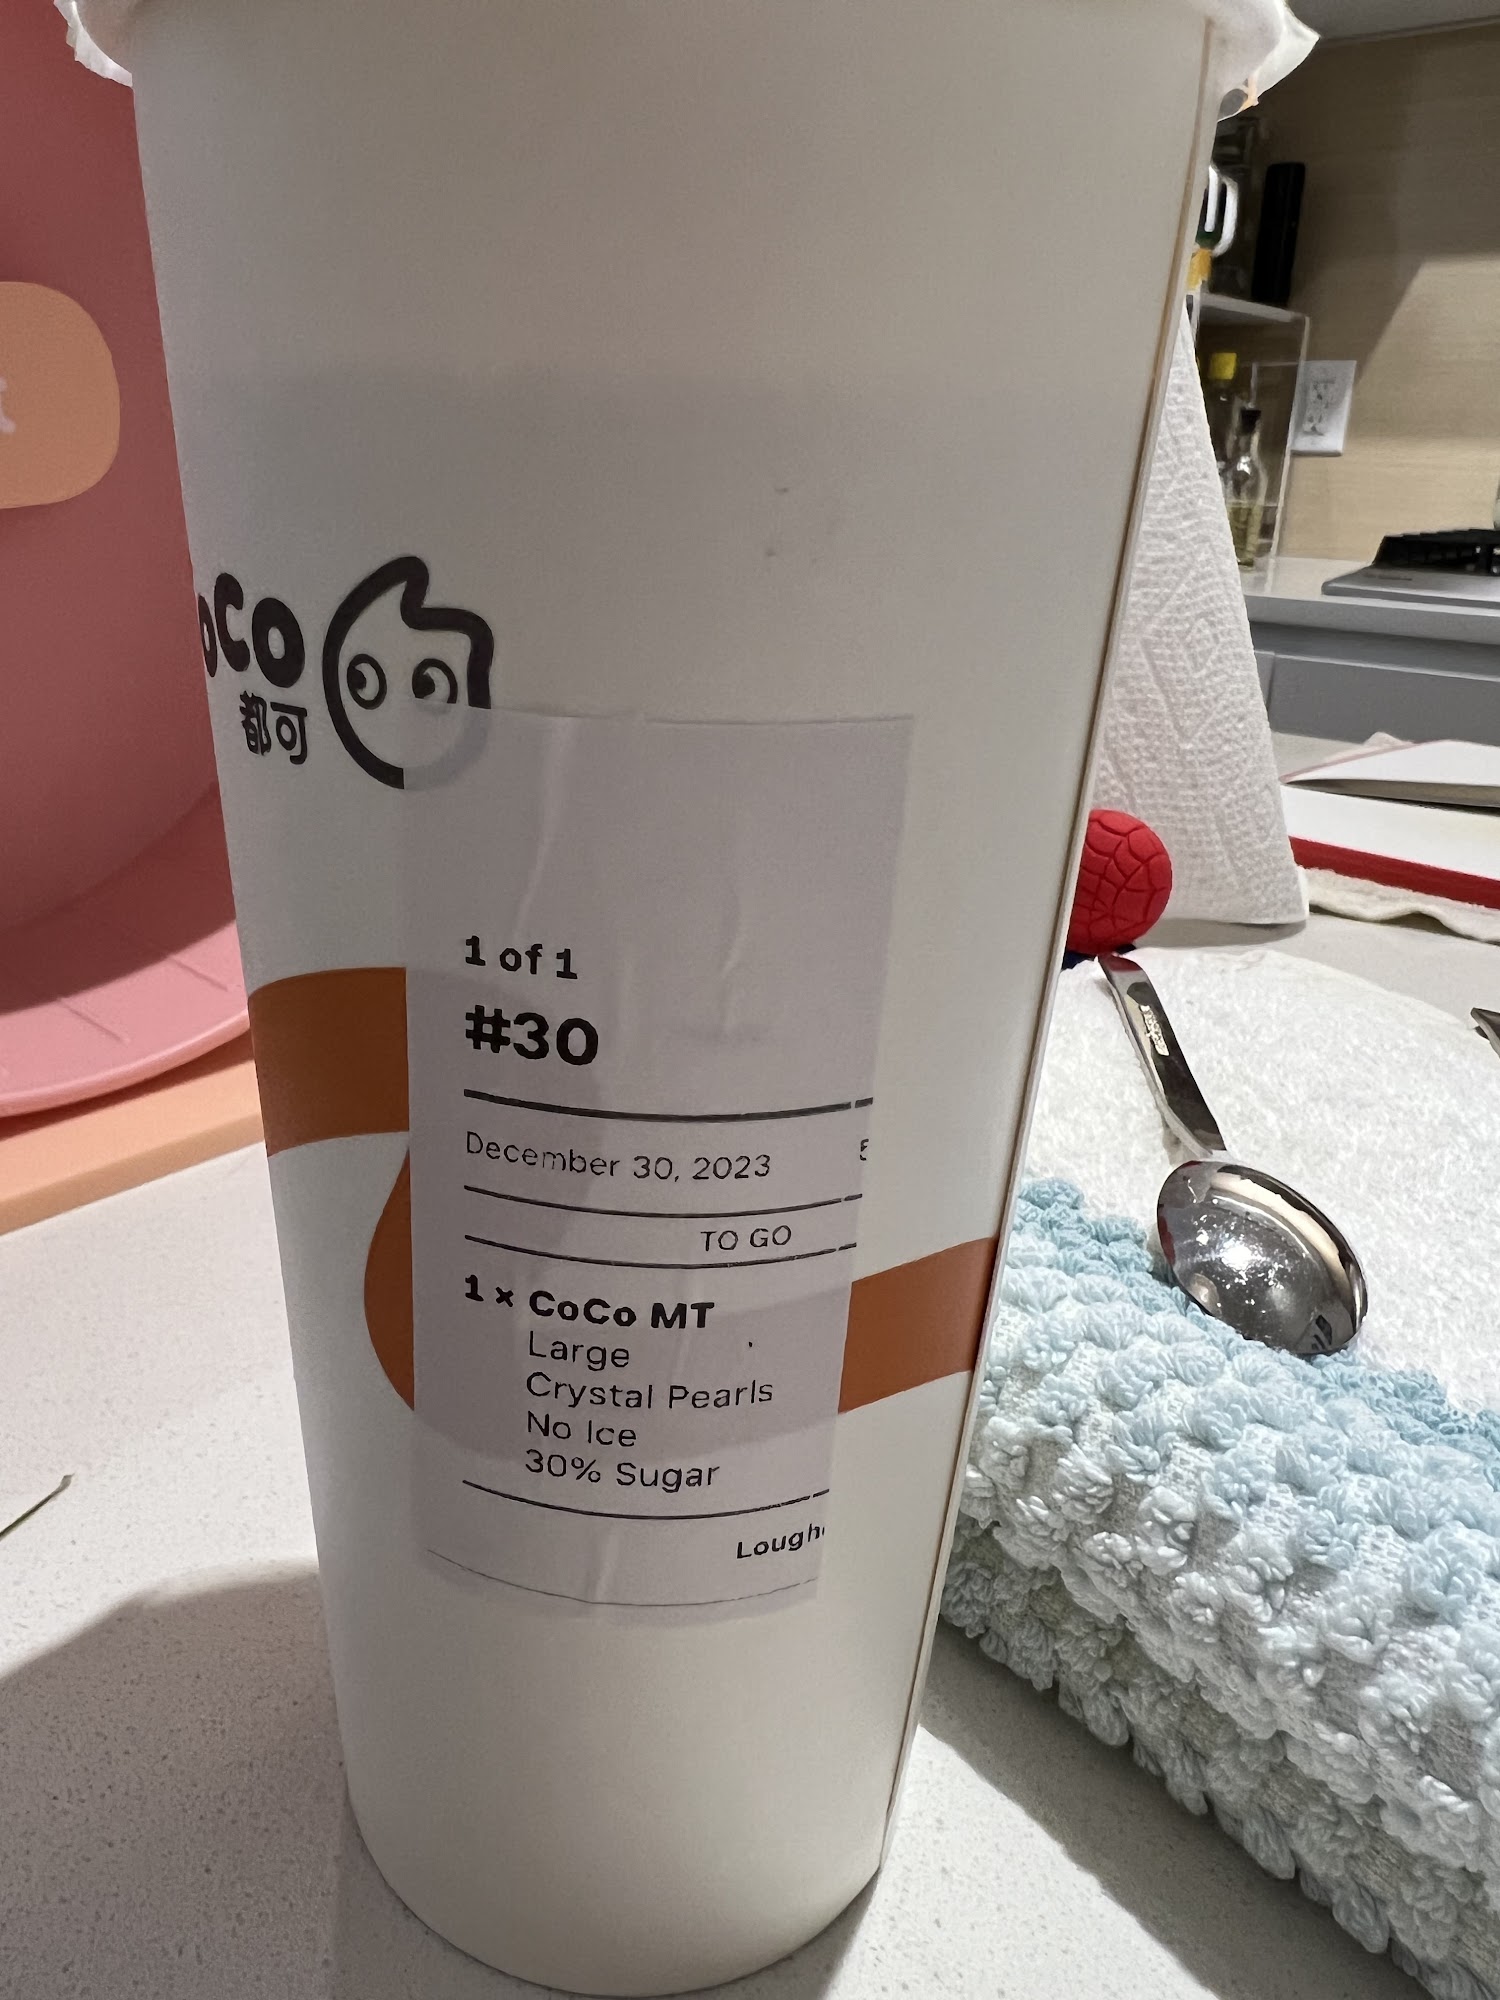 CoCo
都可
1 of 1
#30
December 30, 2023
TO GO
1 × CoCo MT
Large
Crystal Pearls
No Ice
30% Sugar